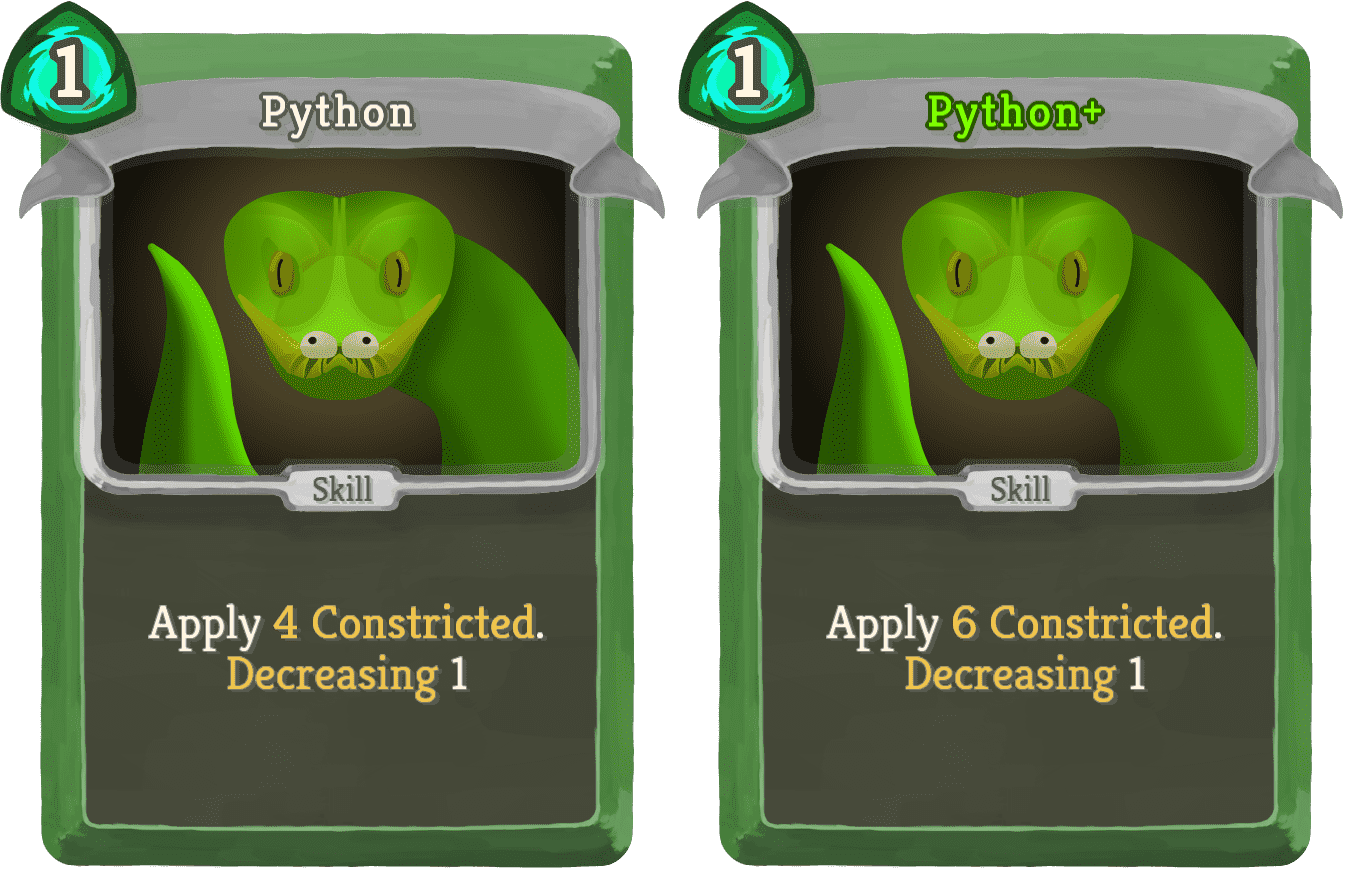 1
Python
Skill
Apply 4 Constricted.
Decreasing 1
1
Python+
Skill
Apply 6 Constricted.
Decreasing 1